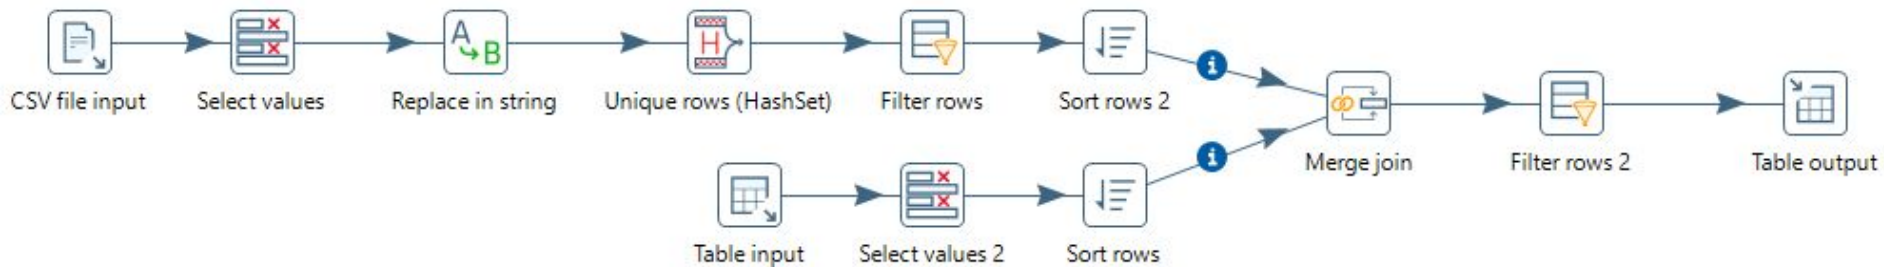 CSV file input
Select values
A
B
Replace in string
H
Unique rows (HashSet)
Filter rows
Sort rows 2
i
Merge join
Filter rows 2
Table output
i
Table input
Select values 2
Sort rows